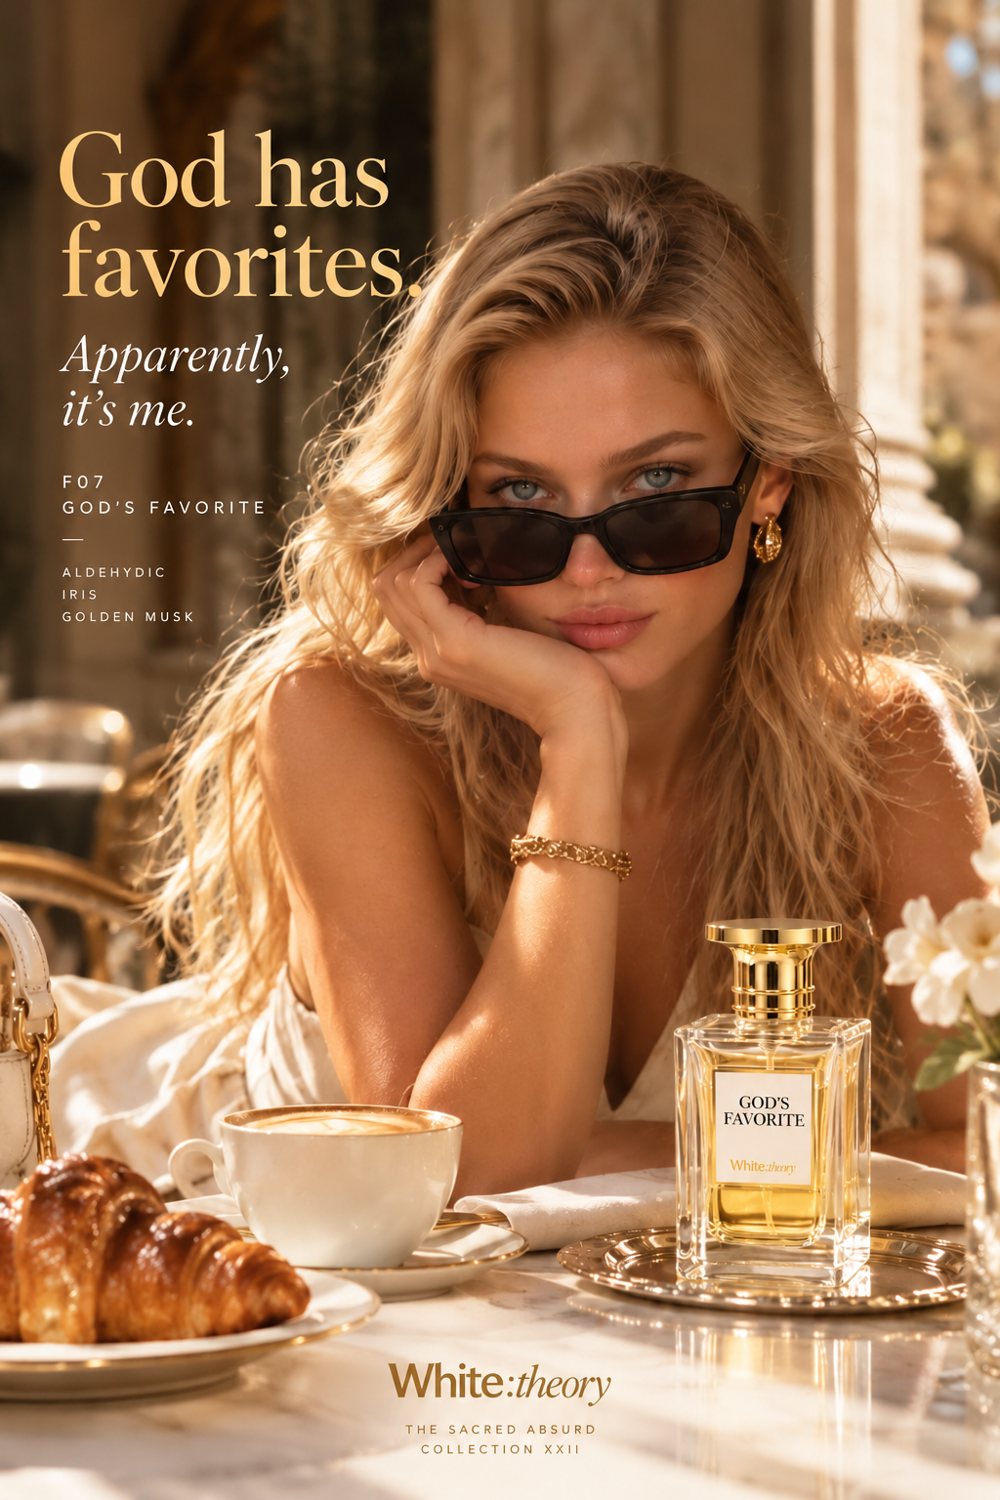 God has
favorites.
Apparently,
it's me.
F07
GOD'S FAVORITE
ALDEHYDIC
IRIS
GOLDEN MUSK
GOD'S
FAVORITE
White:theory
White:theory
THE SACRED ABSURD
COLLECTION XXII